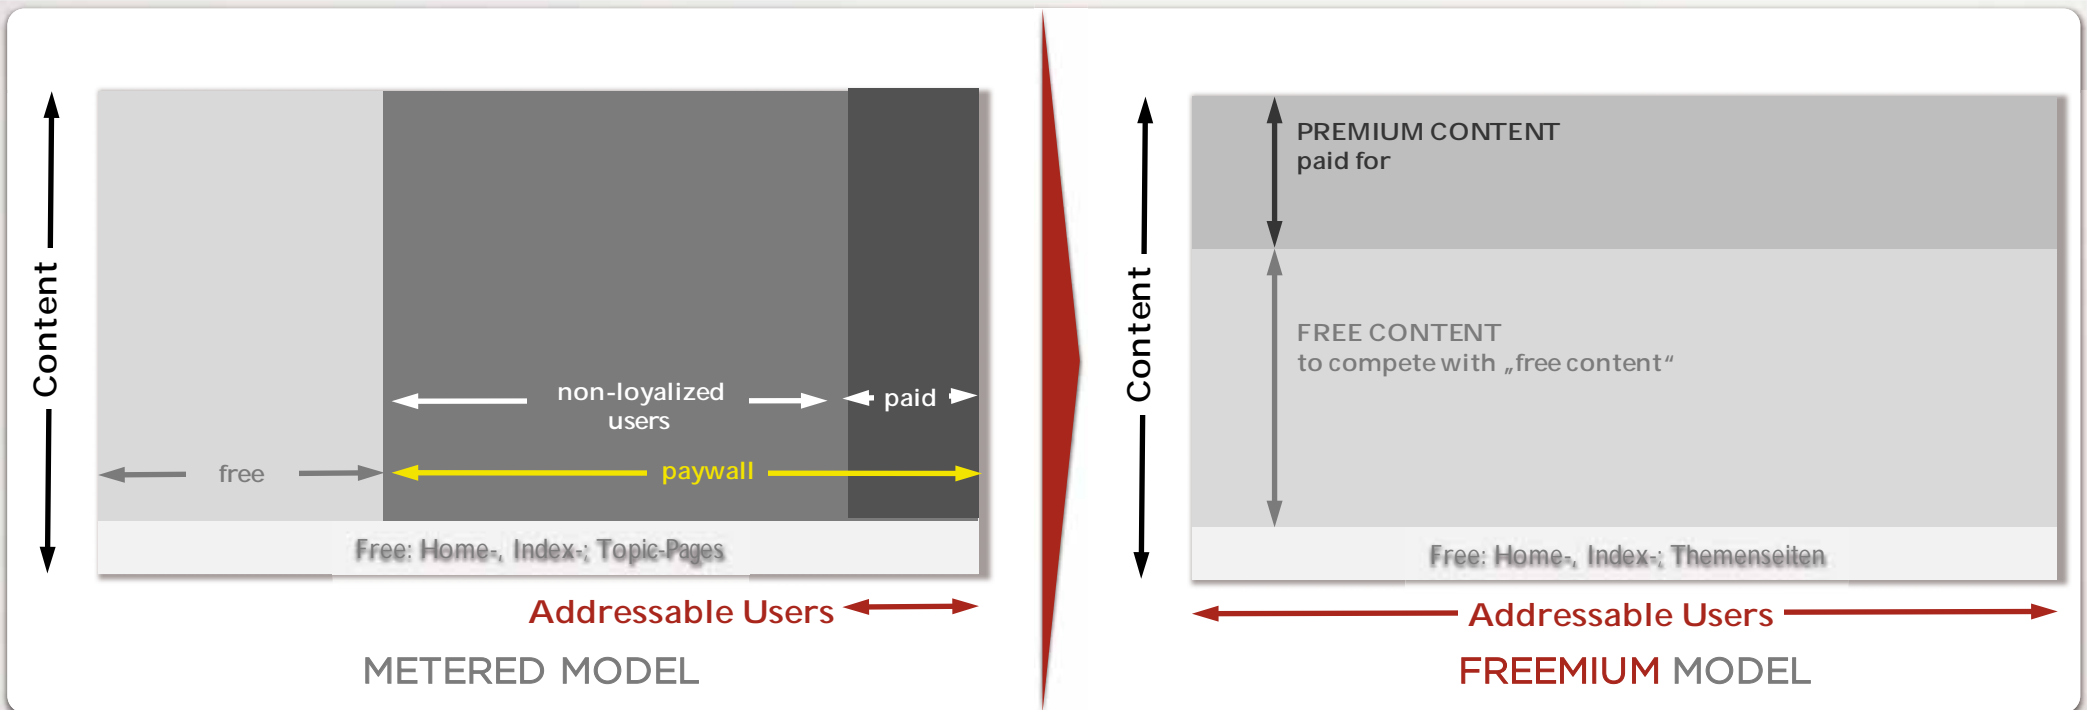 Content
non-loyalized
users
paid
free
paywall
Free: Home-, Index-; Topic-Pages
Addressable Users
METERED MODEL
Content
PREMIUM CONTENT
paid for
FREE CONTENT
to compete with „free content“
Free: Home-, Index-; Themenseiten
Addressable Users
FREEMIUM MODEL